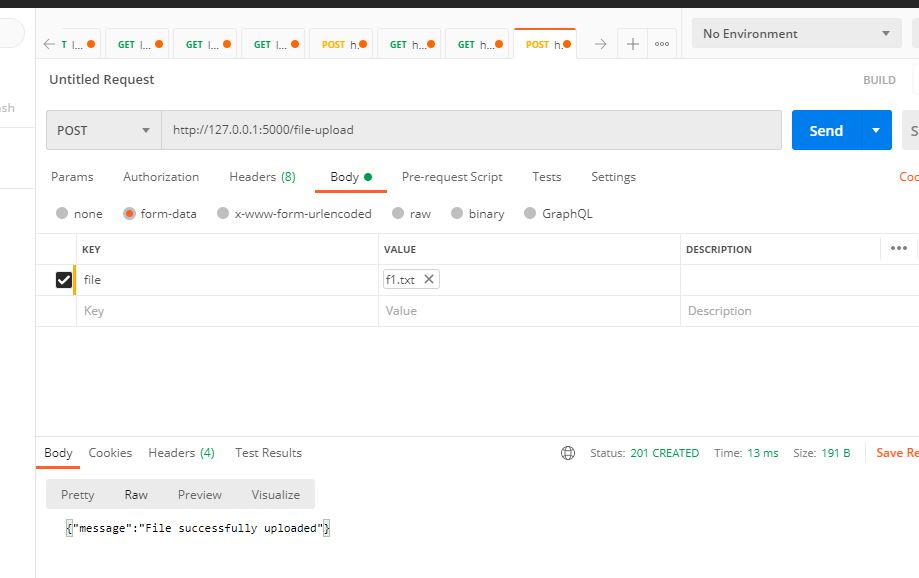 T l... GET l... GET l... GET l... POST h. GET h... GET h... POST h. No Environment
Untitled Request BUILD
POST http://127.0.0.1:5000/file-upload Send S
Params Authorization Headers (8) Body Pre-request Script Tests Settings Coo
none form-data x-www-form-urlencoded raw binary GraphQL
KEY VALUE DESCRIPTION
file f1.txt
Key Value Description
Body Cookies Headers (4) Test Results Status: 201 CREATED Time: 13 ms Size: 191 B Save Re
Pretty Raw Preview Visualize
{"message":"File successfully uploaded"}